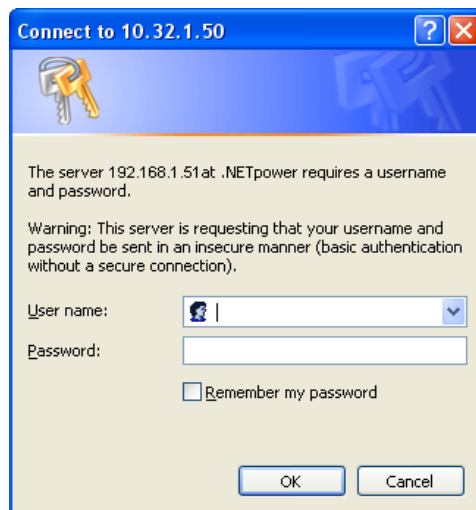 Connect to 10.32.1.50
The server 192.168.1.51at .NETpower requires a username
and password.
Warning: This server is requesting that your username and
password be sent in an insecure manner (basic authentication
without a secure connection).
User name:
Password:
Remember my password
OK
Cancel